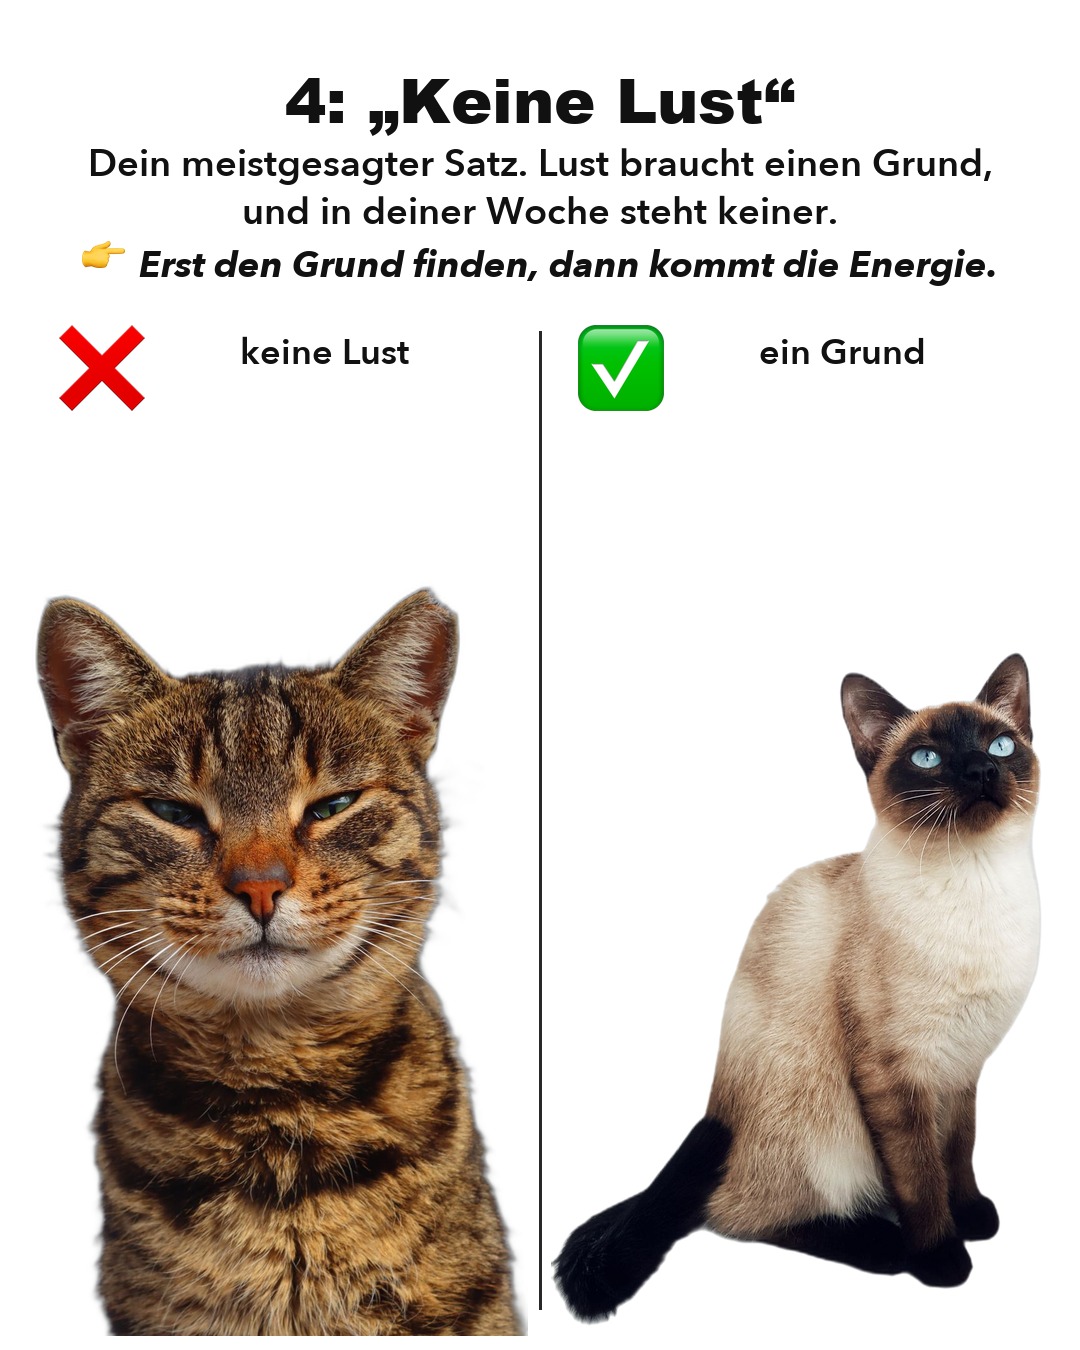 4: „Keine Lust“
Dein meistgesagter Satz. Lust braucht einen Grund,
und in deiner Woche steht keiner.
👉 Erst den Grund finden, dann kommt die Energie.
❌ keine Lust
✅ ein Grund